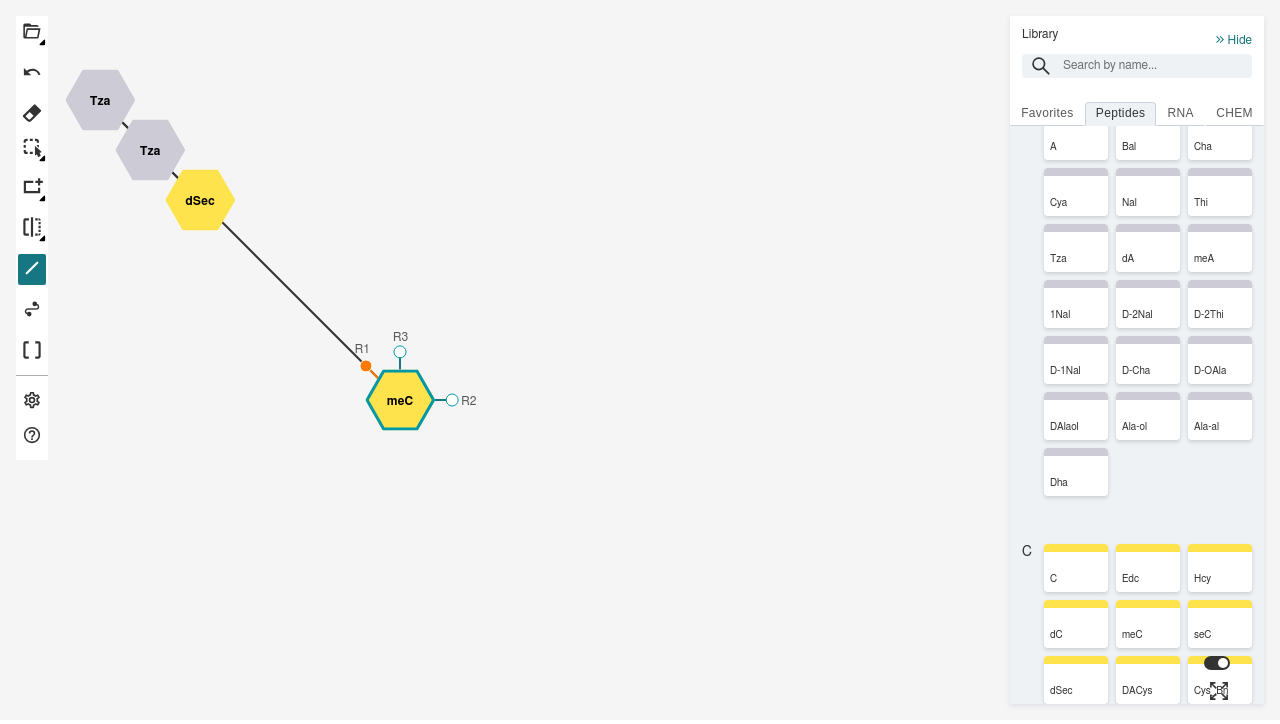 Library
Hide
Search by name...
Favorites
Peptides
RNA
CHEM
Tza
Tza
dSec
R1
R3
meC
R2
A
Bal
Cha
Cya
Nal
Thi
Tza
dA
meA
1Nal
D-2Nal
D-2Thi
D-1Nal
D-Cha
D-OAla
DAlaol
Ala-ol
Ala-al
Dha
C
C
Edc
Hcy
dC
meC
seC
dSec
DACys